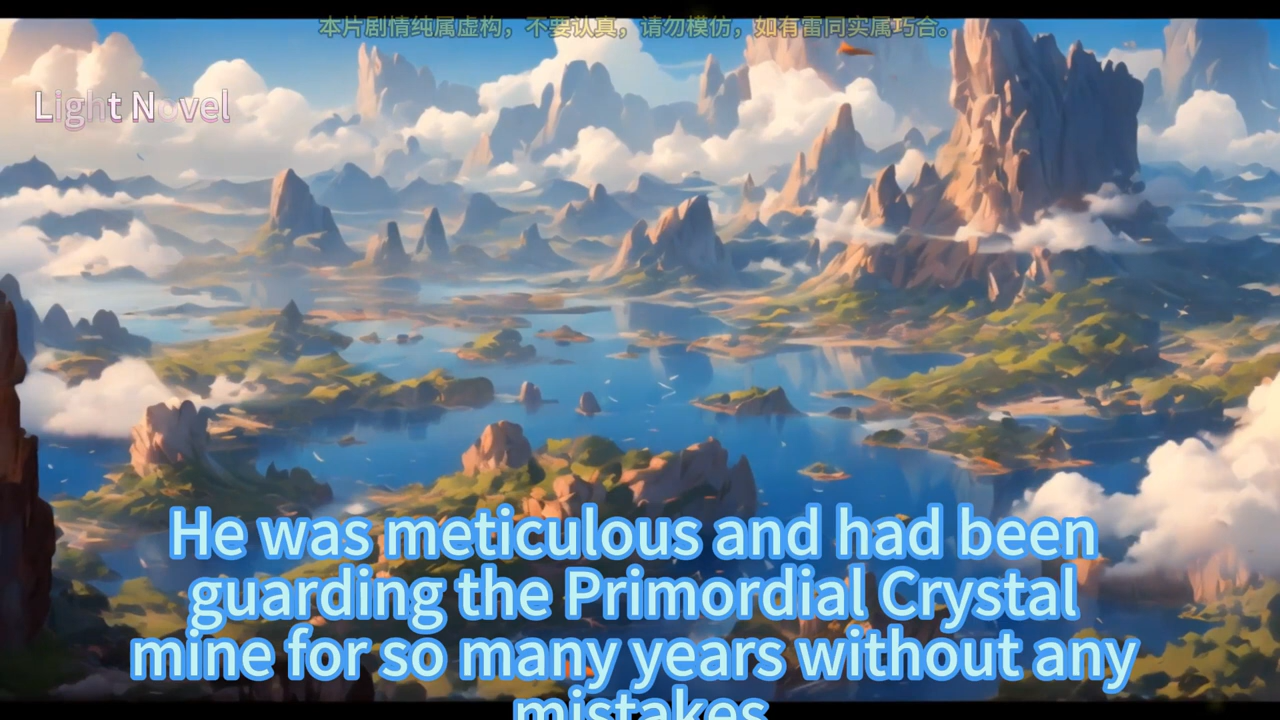 本片剧情纯属虚构，不要认真，请勿模仿，如有雷同实属巧合。
Light Novel
He was meticulous and had been
guarding the Primordial Crystal
mine for so many years without any
mistakes